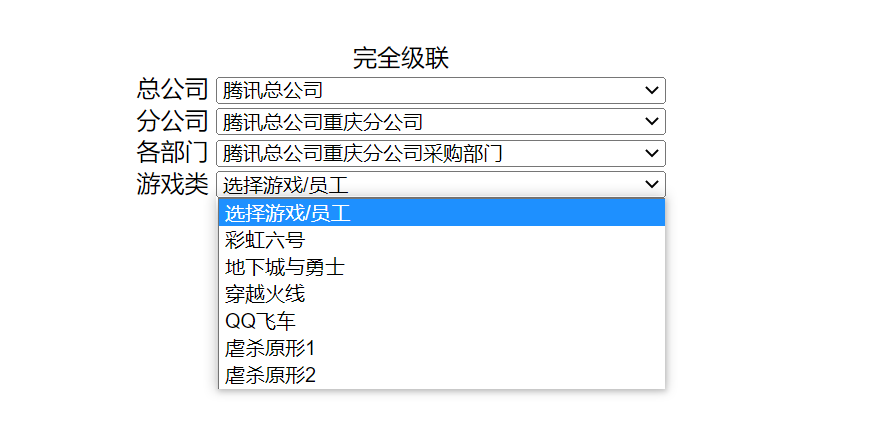 完全级联
总公司 腾讯总公司
分公司 腾讯总公司重庆分公司
各部门 腾讯总公司重庆分公司采购部门
游戏类 选择游戏/员工
选择游戏/员工
彩虹六号
地下城与勇士
穿越火线
QQ飞车
虐杀原形1
虐杀原形2